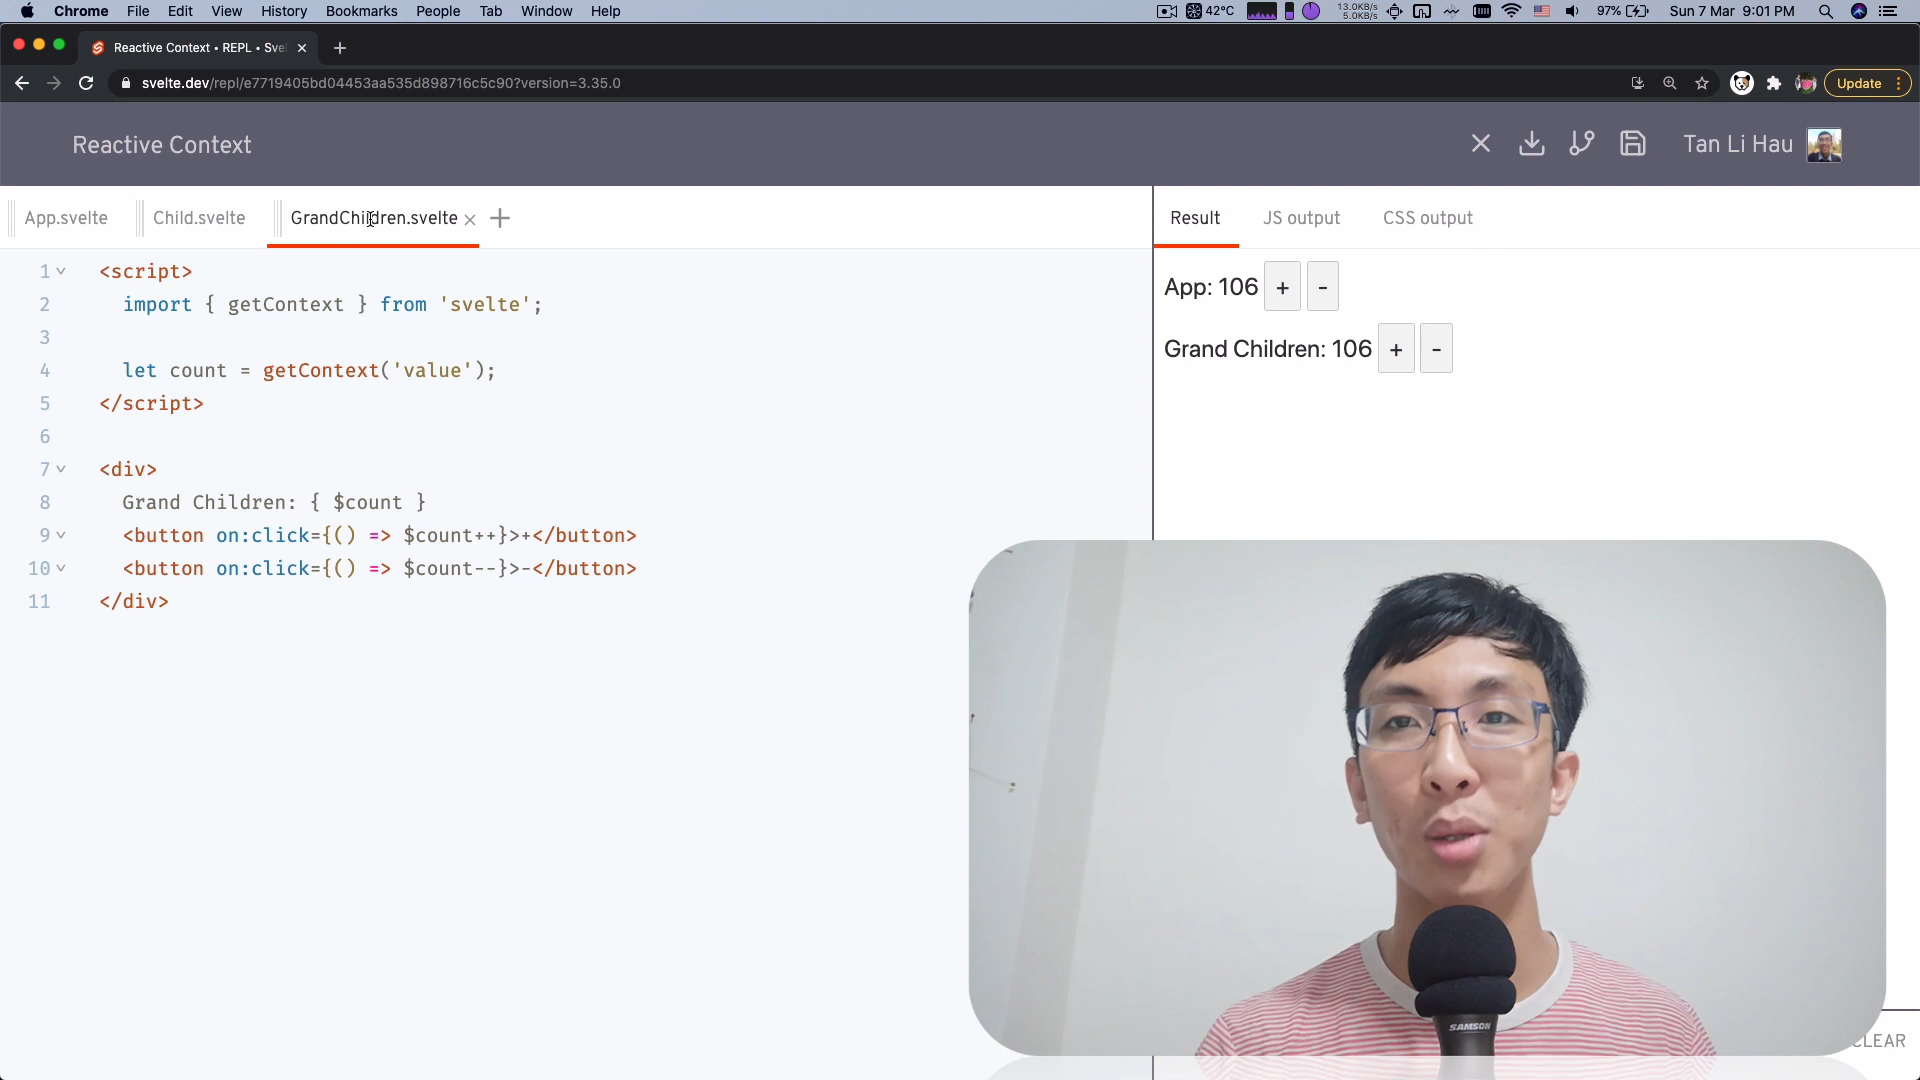 Chrome File Edit View History Bookmarks People Tab Window Help 42°C 13.0KB/s 5.0KB/s 97% Sun 7 Mar 9:01 PM
Reactive Context • REPL • Sve
svelte.dev/repl/e7719405bd04453aa535d898716c5c90?version=3.35.0 Update
Reactive Context Tan Li Hau
App.svelte Child.svelte GrandChildren.svelte Result JS output CSS output
1 <script>
2 import { getContext } from 'svelte';
3
4 let count = getContext('value');
5 </script>
6
7 <div>
8 Grand Children: { $count }
9 <button on:click={() => $count++}>+</button>
10 <button on:click={() => $count--}>-</button>
11 </div>
App: 106 + -
Grand Children: 106 + -
SAMSON
CLEAR